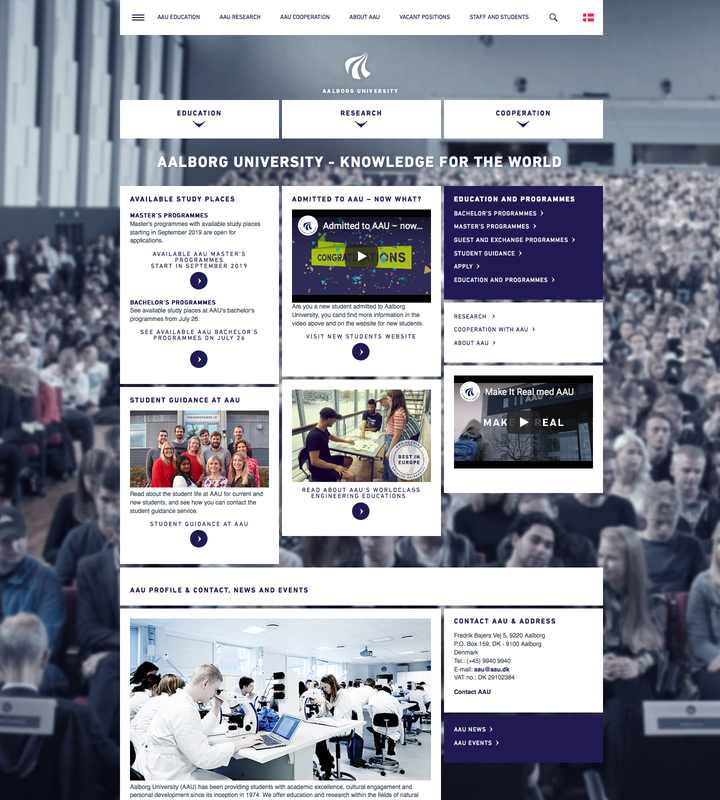 AAU EDUCATION
AAU RESEARCH
AAU COOPERATION
ABOUT AAU
VACANT POSITIONS
STAFF AND STUDENTS
AALBORG UNIVERSITY
EDUCATION
RESEARCH
COOPERATION
AALBORG UNIVERSITY - KNOWLEDGE FOR THE WORLD
AVAILABLE STUDY PLACES
MASTER'S PROGRAMMES
Master's programmes with available study places
starting in September 2019 are open for
applications.
AVAILABLE AAU MASTER'S
PROGRAMMES
START IN SEPTEMBER 2019
BACHELOR'S PROGRAMMES
See available study places at AAU's bachelor's
programmes from July 26.
SEE AVAILABLE AAU BACHELOR'S
PROGRAMMES ON JULY 26
STUDENT GUIDANCE AT AAU
Read about the student life at AAU for current and
new students, and see how you can contact the
student guidance service.
STUDENT GUIDANCE AT AAU
ADMITTED TO AAU – NOW WHAT?
Admitted to AAU – now...
Are you a new student admitted to Aalborg
University, you cand find more information in the
video above and on the website for new students.
VISIT NEW STUDENTS WEBSITE
BEST IN
EUROPE
READ ABOUT AAU'S WORLDCLASS
ENGINEERING EDUCATIONS
EDUCATION AND PROGRAMMES
BACHELOR'S PROGRAMMES
MASTER'S PROGRAMMES
GUEST AND EXCHANGE PROGRAMMES
STUDENT GUIDANCE
APPLY
EDUCATION AND PROGRAMMES
RESEARCH
COOPERATION WITH AAU
ABOUT AAU
Make It Real med AAU
AAU PROFILE & CONTACT, NEWS AND EVENTS
Aalborg University (AAU) has been providing students with academic excellence, cultural engagement and
personal development since its inception in 1974. We offer education and research within the fields of natural
CONTACT AAU & ADDRESS
Fredrik Bajers Vej 5, 9220 Aalborg
P.O. Box 159, DK - 9100 Aalborg
Denmark
Tel.: (+45) 9940 9940
E-mail: aau@aau.dk
VAT no.: DK 29102384
Contact AAU
AAU NEWS
AAU EVENTS